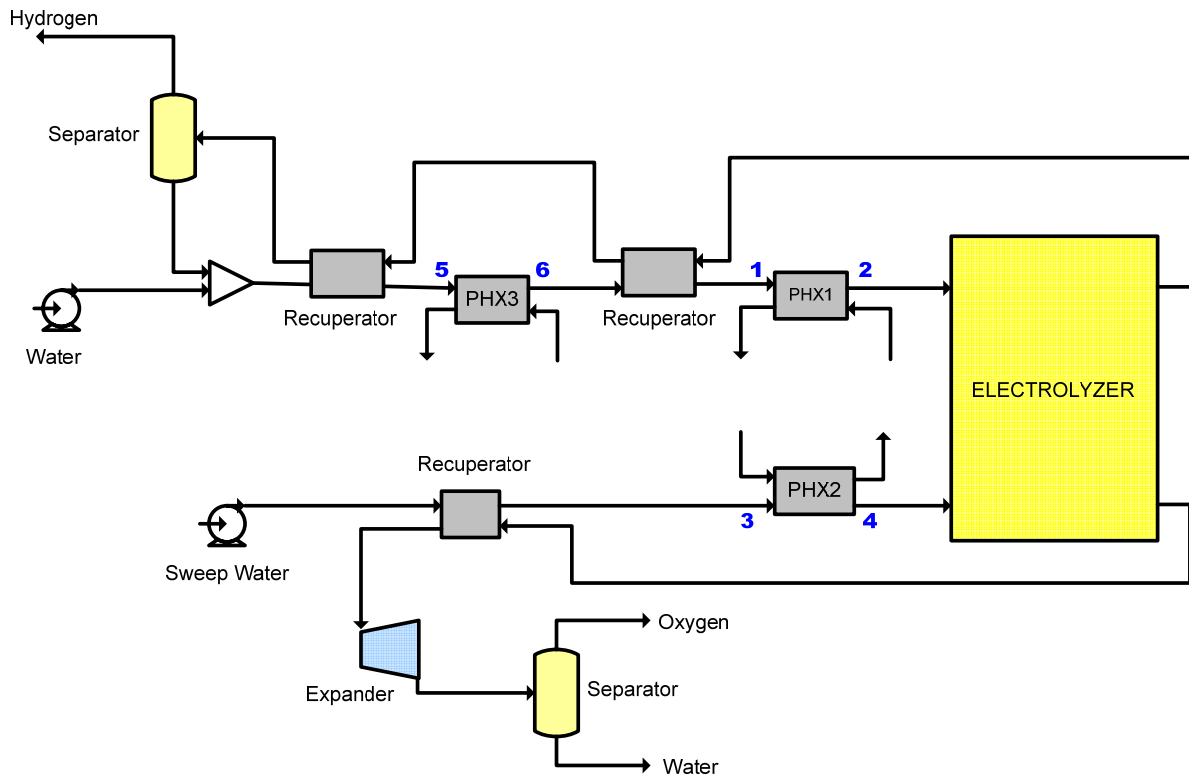 Hydrogen
Separator
5
6
1
2
PHX3
PHX1
Recuperator
Recuperator
Water
ELECTROLYZER
Recuperator
PHX2
3
4
Sweep Water
Oxygen
Expander
Separator
Water